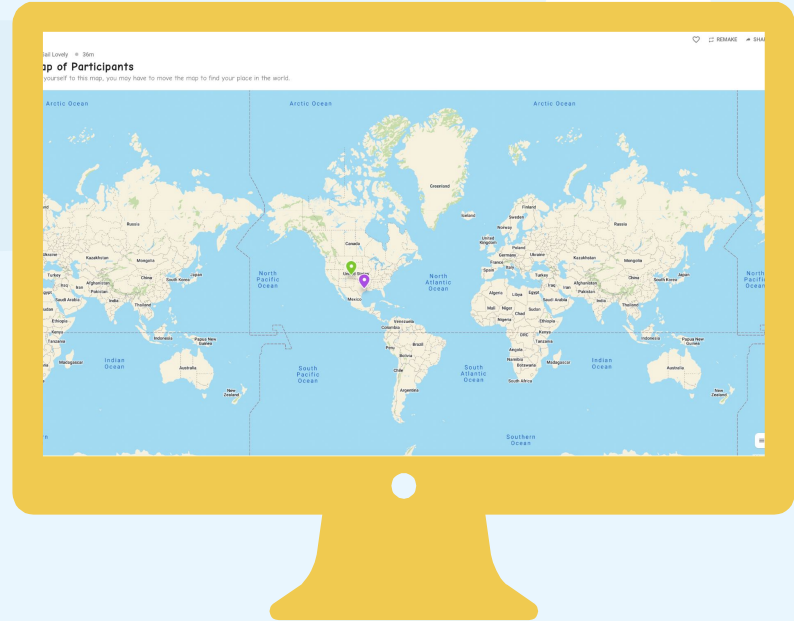 REMAKE SHA
ail Lovely • 36m
ap of Participants
yourself to this map, you may have to move the map to find your place in the world.
Arctic Ocean
Arctic Ocean
Arctic Ocean
Greenland
Iceland
Finland
Sweden
Norway
Russia
Russia
Canada
United
Kingdom
Poland
Germany
Ukraine
France
Italy
Spain
Kazakhstan
Mongolia
Kazakhstan
Mongolia
Turkey
Iraq
Iran
Afghanistan
Pakistan
China
South Korea
Japan
Turkey
Iraq
Iran
Afghanistan
Pakistan
China
South Korea
Japan
North
Pacific
Ocean
North
Atlantic
Ocean
Mexico
Algeria
Libya
Egypt
Saudi Arabia
India
Thailand
Saudi Arabia
India
Thailand
Mali
Niger
Chad
Sudan
Nigeria
Ethiopia
Ethiopia
Venezuela
Colombia
DRC
Kenya
Tanzania
Kenya
Tanzania
Indonesia
Papua New
Guinea
Indonesia
Papua New
Guinea
Peru
Brazil
Bolivia
Chile
Argentina
Angola
Namibia
Botswana
Madagascar
South Africa
Madagascar
Indian
Ocean
Indian
Ocean
Australia
Australia
New
Zealand
New
Zealand
South
Pacific
Ocean
South
Atlantic
Ocean
Southern
Ocean